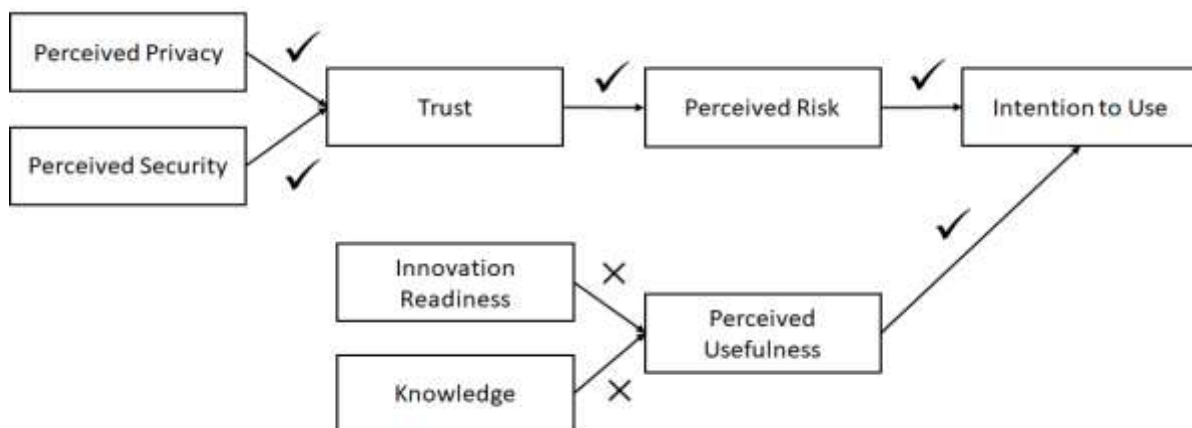 Perceived Privacy
Perceived Security
Trust
Perceived Risk
Intention to Use
Innovation
Readiness
Knowledge
Perceived
Usefulness